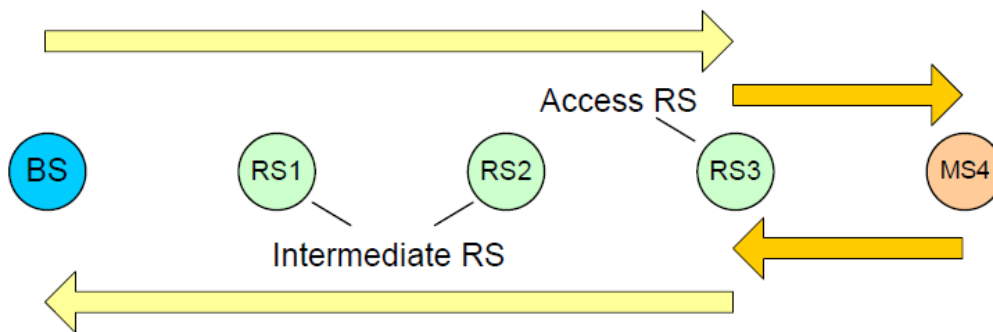 Access RS
BS
RS1
RS2
RS3
MS4
Intermediate RS